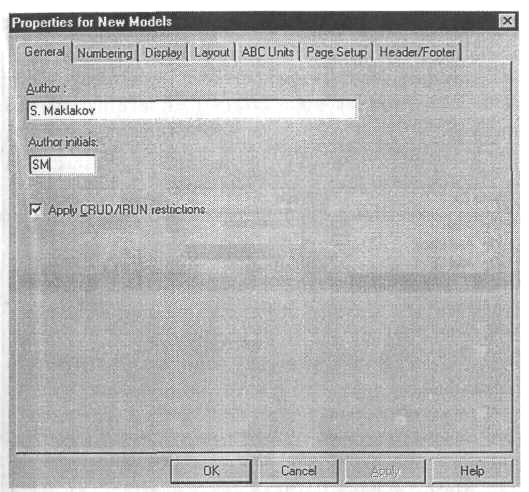 Properties for New Models
General Numbering Display Layout ABC Units Page Setup Header/Footer
Author :
S. Maklakov
Author initials:
SM
Apply CRUD/IRUN restrictions
OK Cancel Apply Help